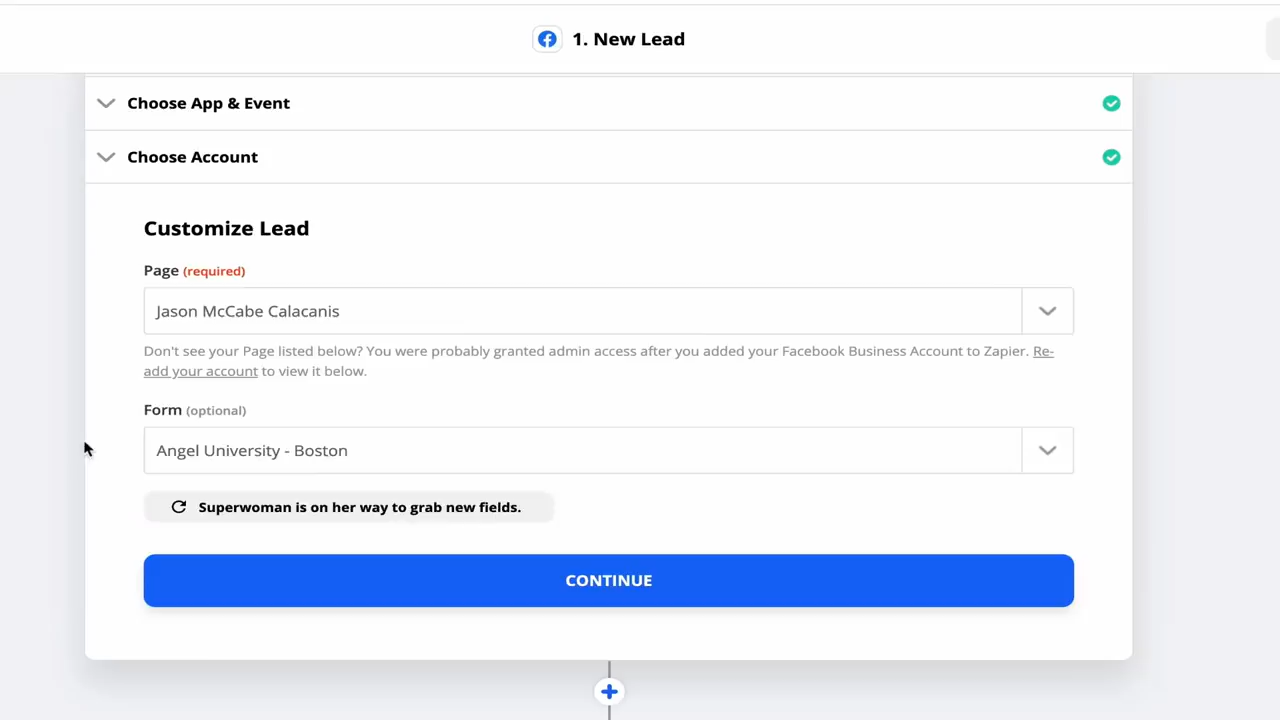 1. New Lead
Choose App & Event
Choose Account
Customize Lead
Page (required)
Jason McCabe Calacanis
Don't see your Page listed below? You were probably granted admin access after you added your Facebook Business Account to Zapier. Re-
add your account to view it below.
Form (optional)
Angel University - Boston
Superwoman is on her way to grab new fields.
CONTINUE